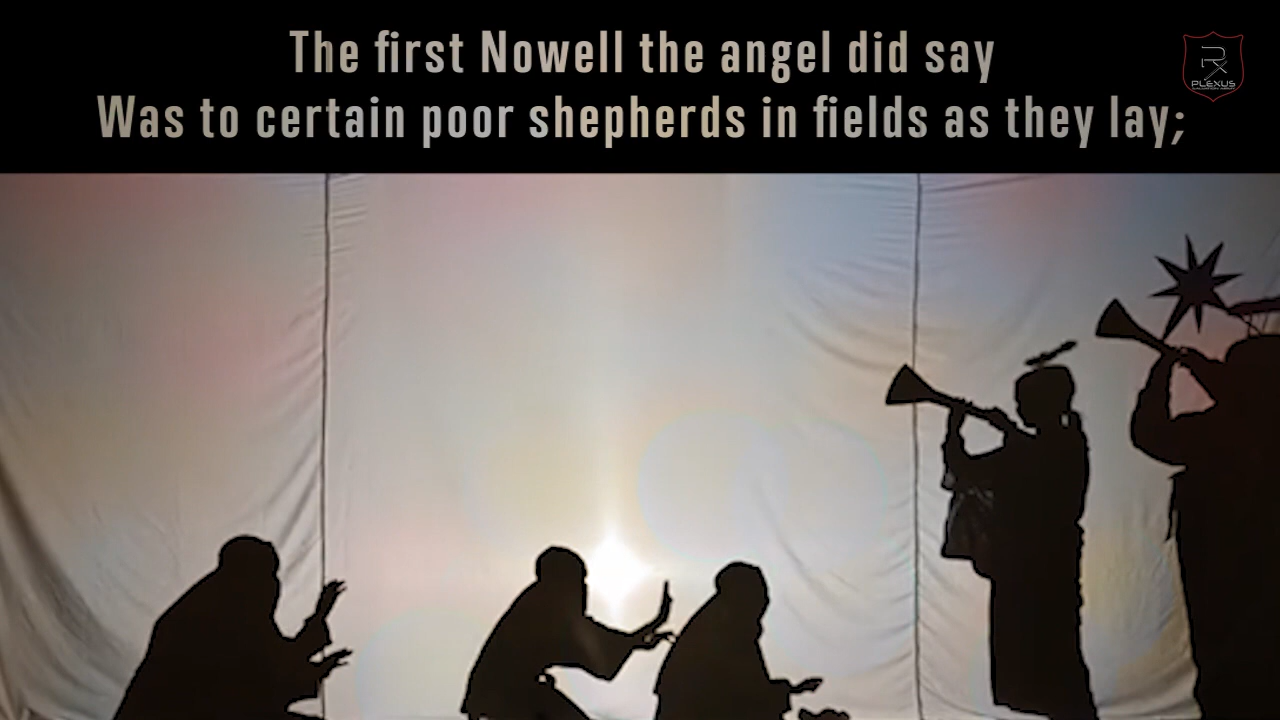 The first Nowell the angel did say
Was to certain poor shepherds in fields as they lay;
PLEXUS